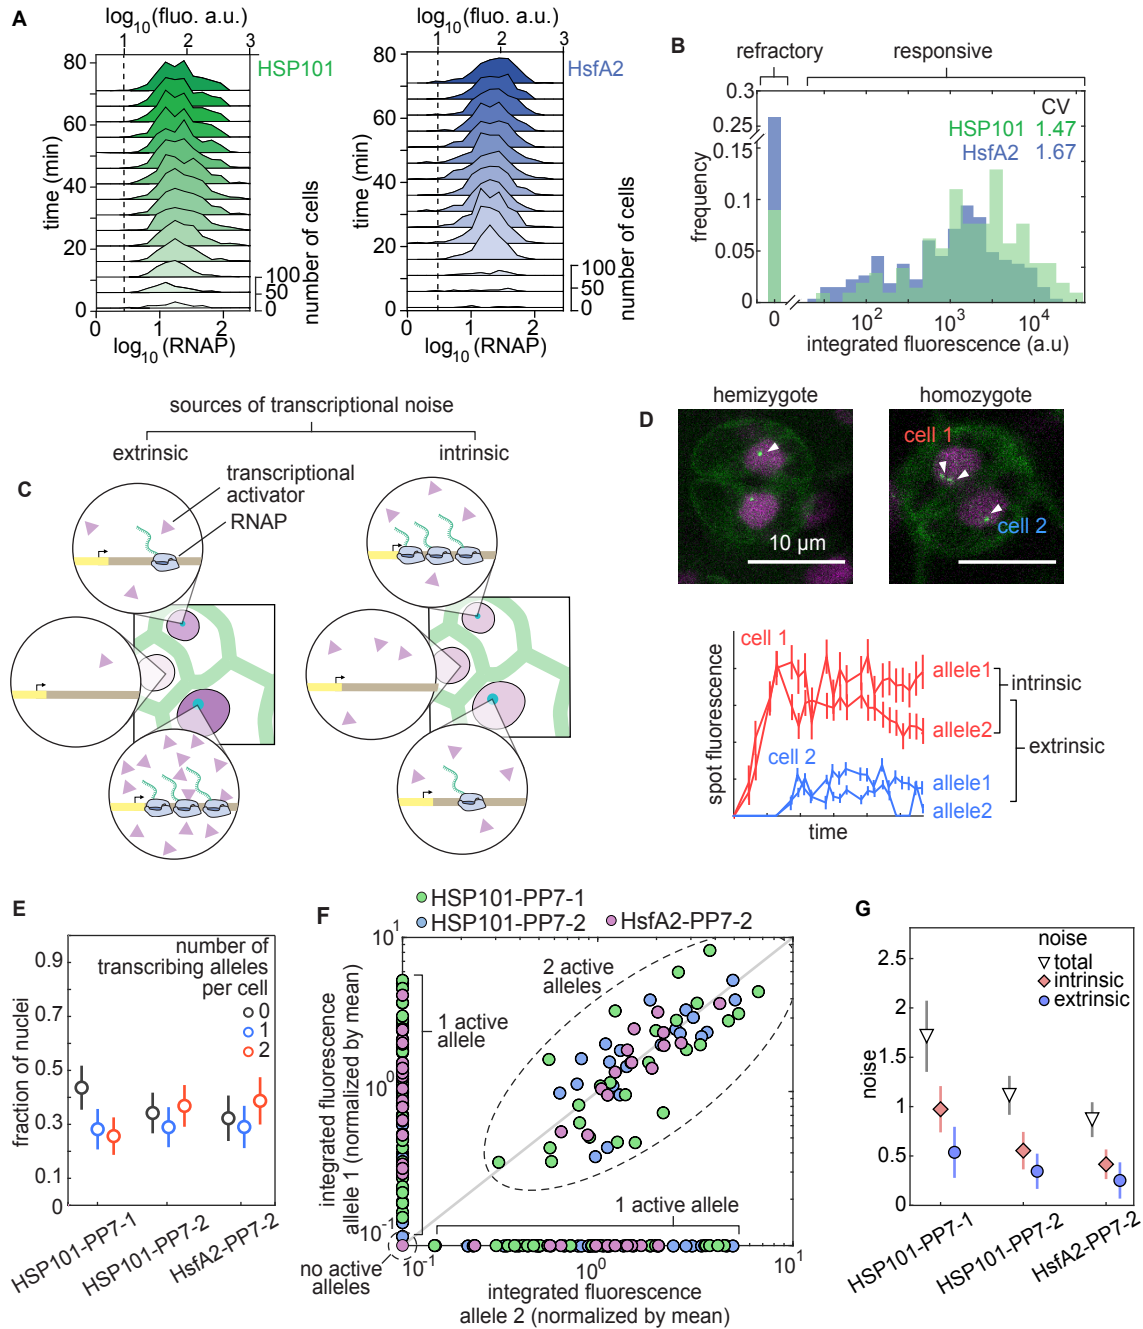 A
log10(fluo. a.u.)
1 2 3
HSP101
80
60
40
20
0
time (min)
100
50
0
number of cells
0 1 2
log10(RNAP)
log10(fluo. a.u.)
1 2 3
HsfA2
80
60
40
20
0
time (min)
100
50
0
number of cells
0 1 2
log10(RNAP)
B
refractory responsive
0.3
0.25
0.15
0.1
0.05
0
frequency
CV
HSP101 1.47
HsfA2 1.67
0 10^2 10^3 10^4
integrated fluorescence (a.u)
sources of transcriptional noise
extrinsic intrinsic
C
transcriptional
activator
RNAP
D
hemizygote homozygote
10 µm
cell 1
cell 2
spot fluorescence
cell 1
allele1
allele2
cell 2
allele1
allele2
intrinsic
extrinsic
time
E
number of
transcribing alleles
per cell
0
1
2
0.9
0.7
0.5
0.3
0.1
0
fraction of nuclei
HSP101-PP7-1
HSP101-PP7-2
HsfA2-PP7-2
F
HSP101-PP7-1
HSP101-PP7-2 HsfA2-PP7-2
10^1
10^0
10^-1
integrated fluorescence
allele 1 (normalized by mean)
1 active
allele
2 active
alleles
1 active allele
no active
alleles
10^-1 10^0 10^1
integrated fluorescence
allele 2 (normalized by mean)
G
noise
total
intrinsic
extrinsic
2.5
2
1.5
1
0.5
0
noise
HSP101-PP7-1
HSP101-PP7-2
HsfA2-PP7-2